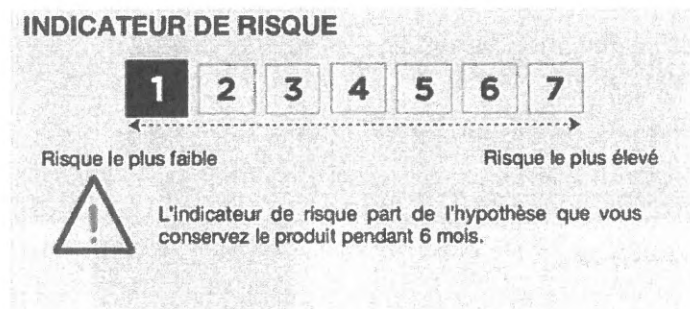 INDICATEUR DE RISQUE
1 2 3 4 5 6 7
Risque le plus faible Risque le plus élevé
L'indicateur de risque part de l'hypothèse que vous
conservez le produit pendant 6 mois.